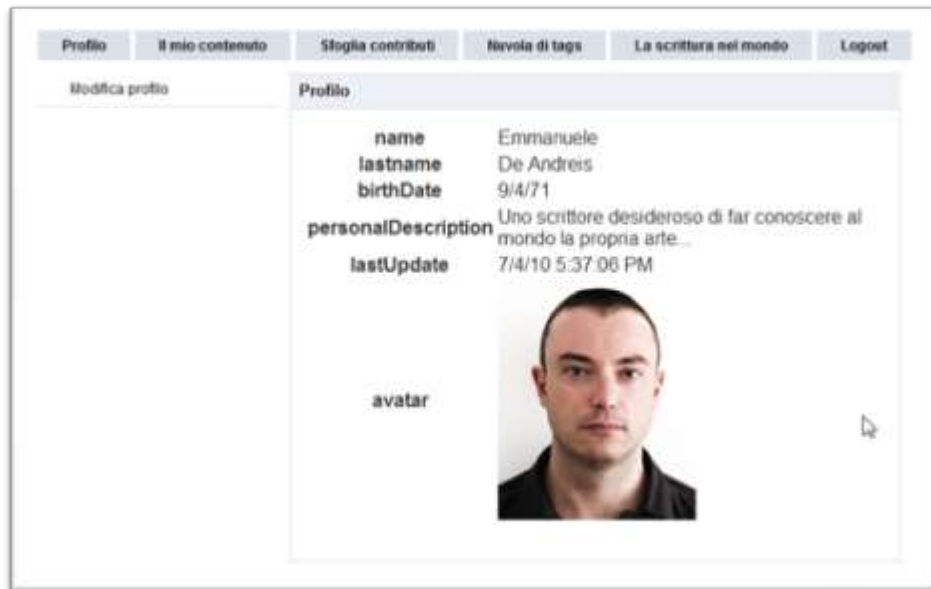 Profilo Il mio contenuto Sfoglia contributi Nuvola di tags La scrittura nel mondo Logout
Modifica profilo
Profilo
name Emmanuele
lastname De Andreis
birthDate 9/4/71
personalDescription Uno scrittore desideroso di far conoscere al
mondo la propria arte...
lastUpdate 7/4/10 5:37:06 PM
avatar